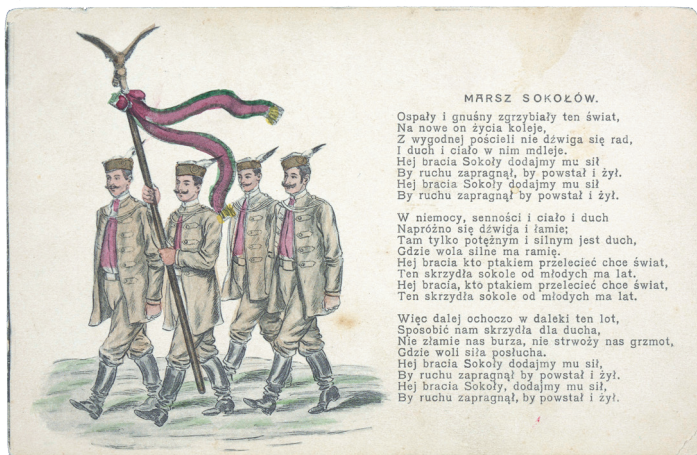 MARSZ SOKOŁÓW.
Ospały i gnuśny zgrzybiały ten świat,
Na nowe on życia koleje,
Z wygodnej pościeli nie dźwiga się rad,
I duch i ciało w nim mdleje.
Hej bracia Sokoły dodajmy mu sił
By ruchu zapragnął, by powstał i żył.
Hej bracia Sokoły dodajmy mu sił
By ruchu zapragnął by powstał i żył.
W niemocy, senności i ciało i duch
Napróżno się dźwiga i łamie;
Tam tylko potężnym i silnym jest duch,
Gdzie wola silne ma ramię.
Hej bracia kto ptakiem przelecieć chce świat,
Ten skrzydła sokole od młodych ma lat.
Hej bracia, kto ptakiem przelecieć chce świat,
Ten skrzydła sokole od młodych ma lat.
Więc dalej ochoczo w daleki ten lot,
Sposobić nam skrzydła dla ducha,
Nie złamie nas burza, nie strwoży nas grzmot,
Gdzie woli siła posłucha.
Hej bracia Sokoły dodajmy mu sił,
By ruchu zapragnął by powstał i żył.
Hej bracia Sokoły, dodajmy mu sił,
By ruchu zapragnął, by powstał i żył.